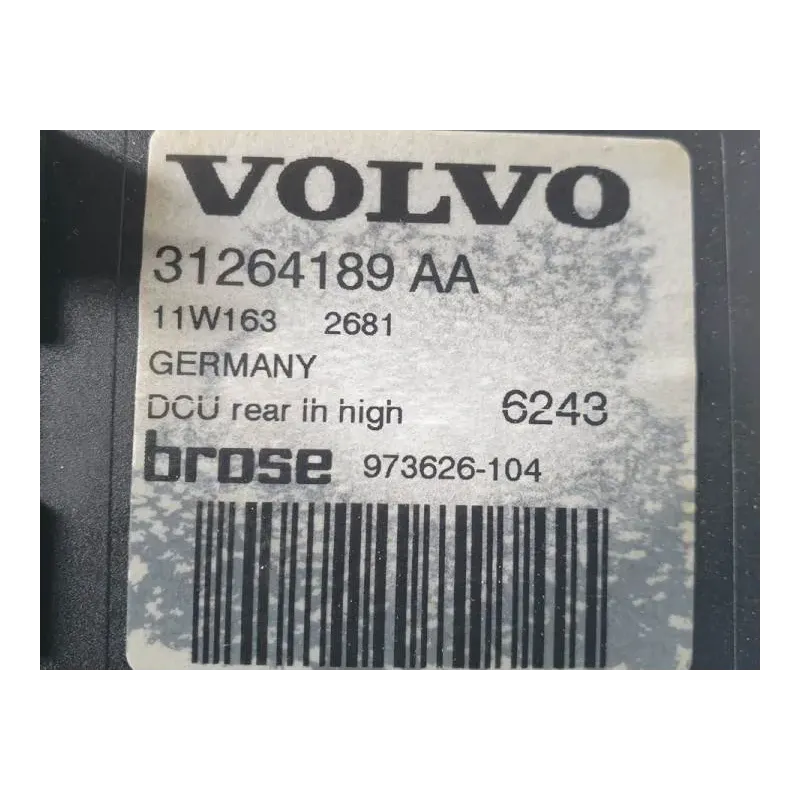 VOLVO
31264189 AA
11W163 2681
GERMANY
DCU rear lh high 6243
brose 973626-104